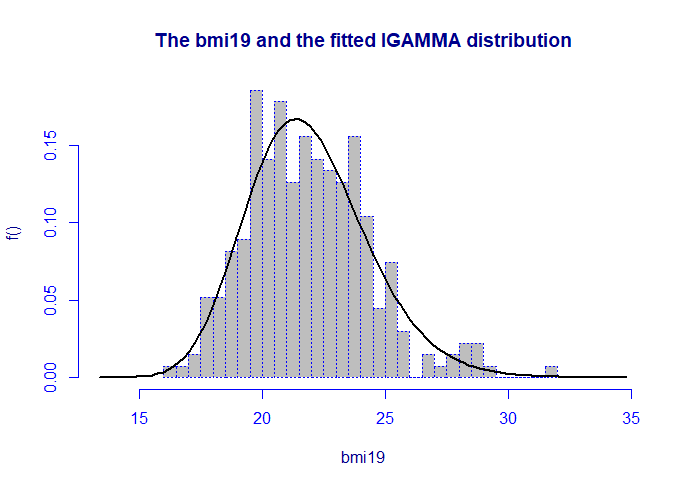 The bmi19 and the fitted IGAMMA distribution
f()
0.15
0.10
0.05
0.00
15 20 25 30 35
bmi19